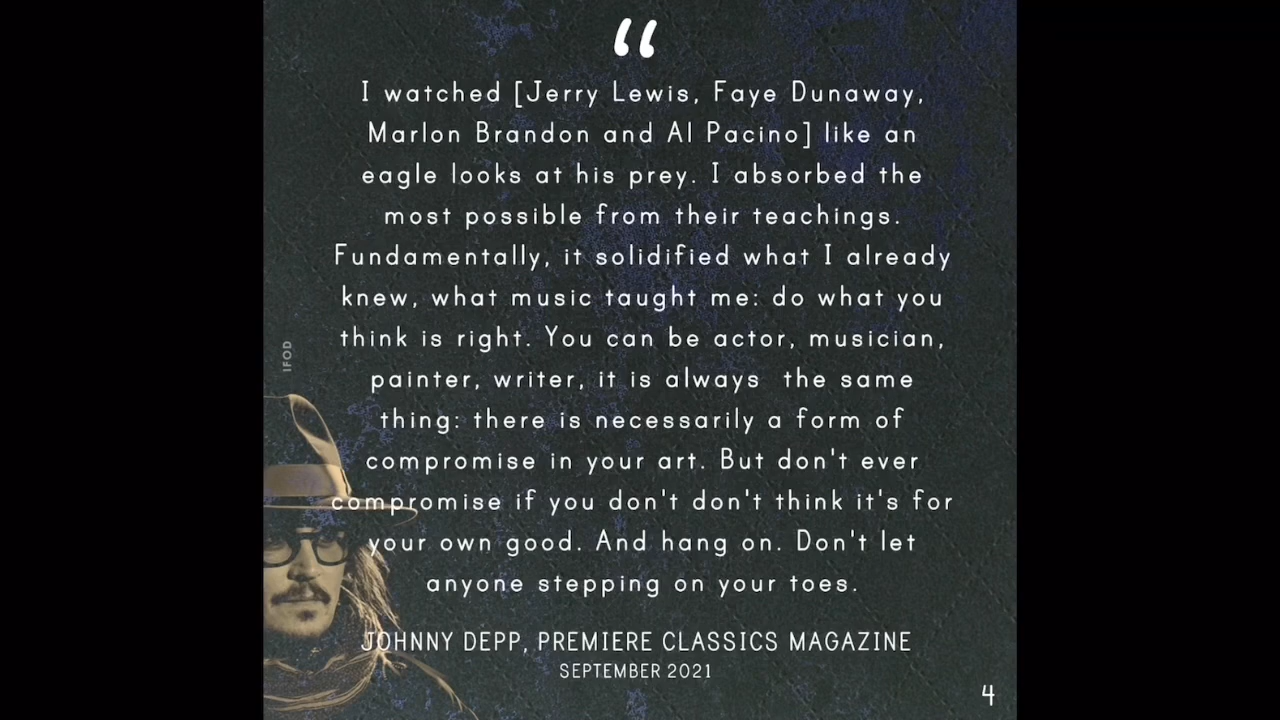 “
I watched [Jerry Lewis, Faye Dunaway,
Marlon Brandon and Al Pacino] like an
eagle looks at his prey. I absorbed the
most possible from their teachings.
Fundamentally, it solidified what I already
knew, what music taught me: do what you
think is right. You can be actor, musician,
painter, writer, it is always  the same
thing: there is necessarily a form of
compromise in your art. But don't ever
compromise if you don't don't think it's for
your own good. And hang on. Don't let
anyone stepping on your toes.
JOHNNY DEPP, PREMIERE CLASSICS MAGAZINE
SEPTEMBER 2021
IFOD
4